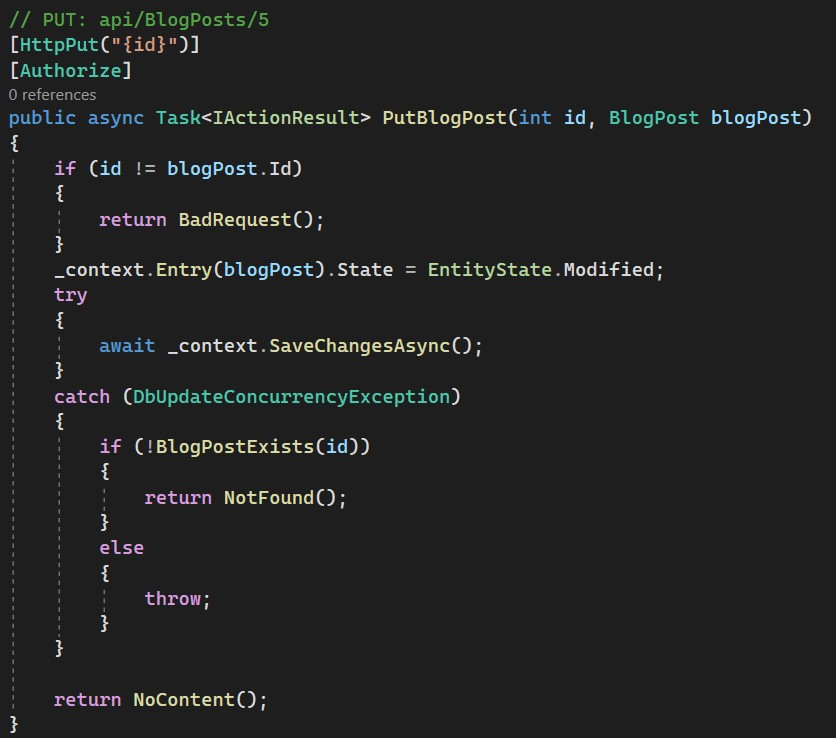 // PUT: api/BlogPosts/5
[HttpPut("{id}")]
[Authorize]
0 references
public async Task<IActionResult> PutBlogPost(int id, BlogPost blogPost)
{
    if (id != blogPost.Id)
    {
        return BadRequest();
    }
    _context.Entry(blogPost).State = EntityState.Modified;
    try
    {
        await _context.SaveChangesAsync();
    }
    catch (DbUpdateConcurrencyException)
    {
        if (!BlogPostExists(id))
        {
            return NotFound();
        }
        else
        {
            throw;
        }
    }

    return NoContent();
}